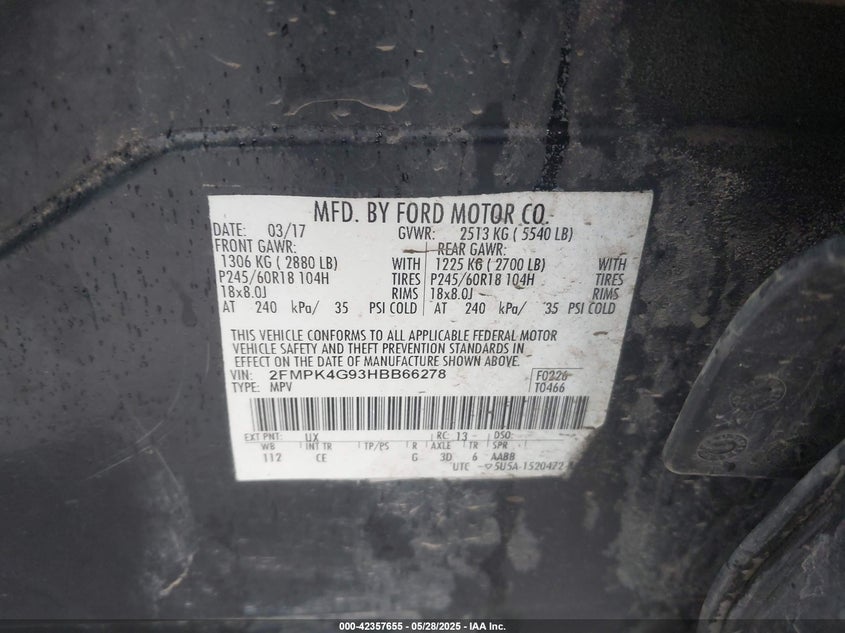 MFD. BY FORD MOTOR CO.
DATE: 03/17 GVWR: 2513 KG ( 5540 LB)
FRONT GAWR: REAR GAWR:
1306 KG ( 2880 LB) WITH 1225 KG ( 2700 LB) WITH
P245/60R18 104H TIRES P245/60R18 104H TIRES
18x8.0J RIMS 18x8.0J RIMS
AT 240 kPa/ 35 PSI COLD AT 240 kPa/ 35 PSI COLD
THIS VEHICLE CONFORMS TO ALL APPLICABLE FEDERAL MOTOR
VEHICLE SAFETY AND THEFT PREVENTION STANDARDS IN
EFFECT ON THE DATE OF MANUFACTURE SHOWN ABOVE.
VIN: 2FMPK4G93HBB66278 F0326
TYPE: MPV T0466
EXT PNT: UX RC: 13 DSO:
WB INT TR TP/PS R AXLE TR SPR
112 CE G 3D 6 AABB
UTC 5U5A-1520472-
000-42357655 - 05/28/2025 - IAA Inc.